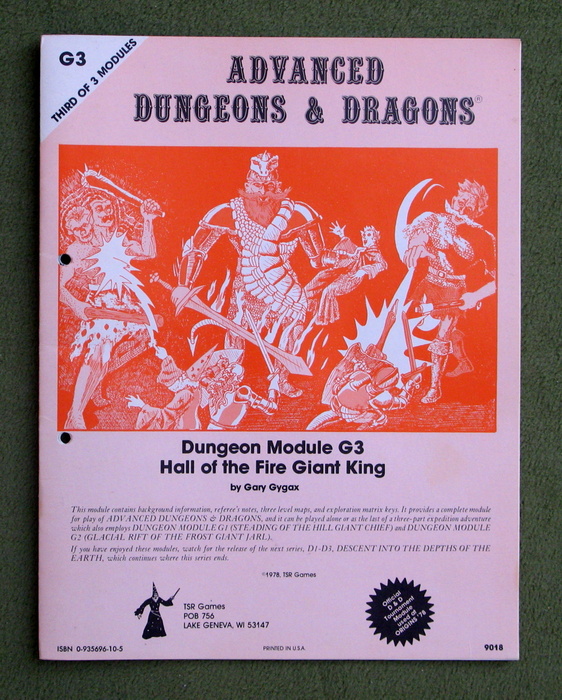 G3
THIRD OF 3 MODULES
ADVANCED
DUNGEONS & DRAGONS®
Dungeon Module G3
Hall of the Fire Giant King
by Gary Gygax
This module contains background information, referee's notes, three level maps, and exploration matrix keys. It provides a complete module
for play of ADVANCED DUNGEONS & DRAGONS, and it can be played alone or as the last of a three-part expedition adventure
which also employs DUNGEON MODULE G1 (STEADING OF THE HILL GIANT CHIEF) and DUNGEON MODULE
G2 (GLACIAL RIFT OF THE FROST GIANT JARL).
If you have enjoyed these modules, watch for the release of the next series, D1-D3, DESCENT INTO THE DEPTHS OF THE
EARTH, which continues where this series ends.
©1978, TSR Games
TSR Games
POB 756
LAKE GENEVA, WI 53147
Official
D & D
Tournament
Module
used at
ORIGINS '78
ISBN 0-935696-10-5
PRINTED IN U.S.A.
9018